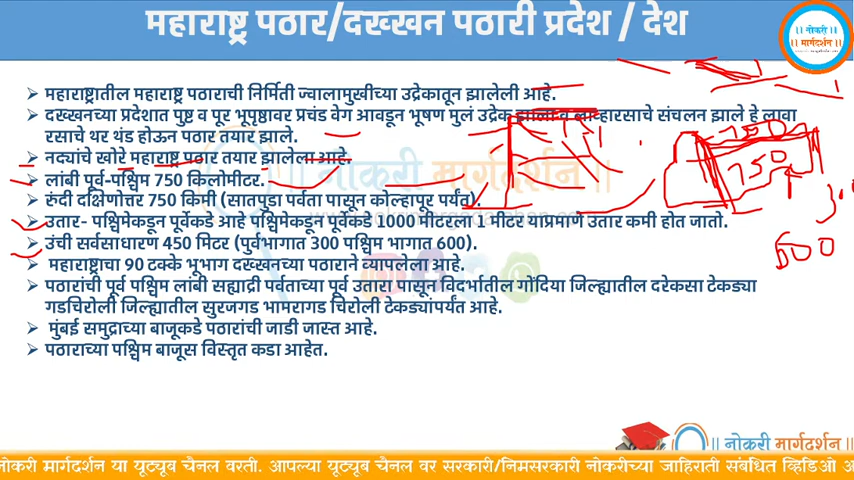 महाराष्ट्र पठार/दख्खन पठारी प्रदेश / देश
|| नोकरी ||
|| मार्गदर्शन ||
➢ महाराष्ट्रातील महाराष्ट्र पठाराची निर्मिती ज्वालामुखीच्या उद्रेकातून झालेली आहे.
➢ दख्खनच्या प्रदेशात पुष्ट व पूर भूपृष्ठावर प्रचंड वेग आवडून भूषण मुलं उद्रेक झाला व लाव्हारसाचे संचलन झाले हे लावा
रसाचे थर थंड होऊन पठार तयार झाले.
➢ नद्यांचे खोरे महाराष्ट्र पठार तयार झालेला आहे.
➢ लांबी पूर्व-पश्चिम 750 किलोमीटर.
➢ रुंदी दक्षिणोत्तर 750 किमी (सातपुडा पर्वता पासून कोल्हापूर पर्यंत).
➢ उतार- पश्चिमेकडून पूर्वेकडे आहे पश्चिमेकडून पूर्वेकडे 1000 मीटरला 1 मीटर याप्रमाणे उतार कमी होत जातो.
➢ उंची सर्वसाधारण 450 मिटर (पुर्वभागात 300 पश्चिम भागात 600).
➢ महाराष्ट्राचा 90 टक्के भूभाग दख्खनच्या पठाराने व्यापलेला आहे.
➢ पठारांची पूर्व पश्चिम लांबी सह्याद्री पर्वताच्या पूर्व उतारा पासून विदर्भातील गोंदिया जिल्ह्यातील दरेकसा टेकड्या
गडचिरोली जिल्ह्यातील सुरजगड भामरागड चिरोली टेकड्यांपर्यंत आहे.
➢ मुंबई समुद्राच्या बाजूकडे पठारांची जाडी जास्त आहे.
➢ पठाराच्या पश्चिम बाजूस विस्तृत कडा आहेत.
750
750
600
|| नोकरी मार्गदर्शन ||
नोकरी मार्गदर्शन या यूट्यूब चैनल वरती. आपल्या यूट्यूब चैनल वर सरकारी/निमसरकारी नोकरीच्या जाहिराती संबंधित व्हिडिओ अ